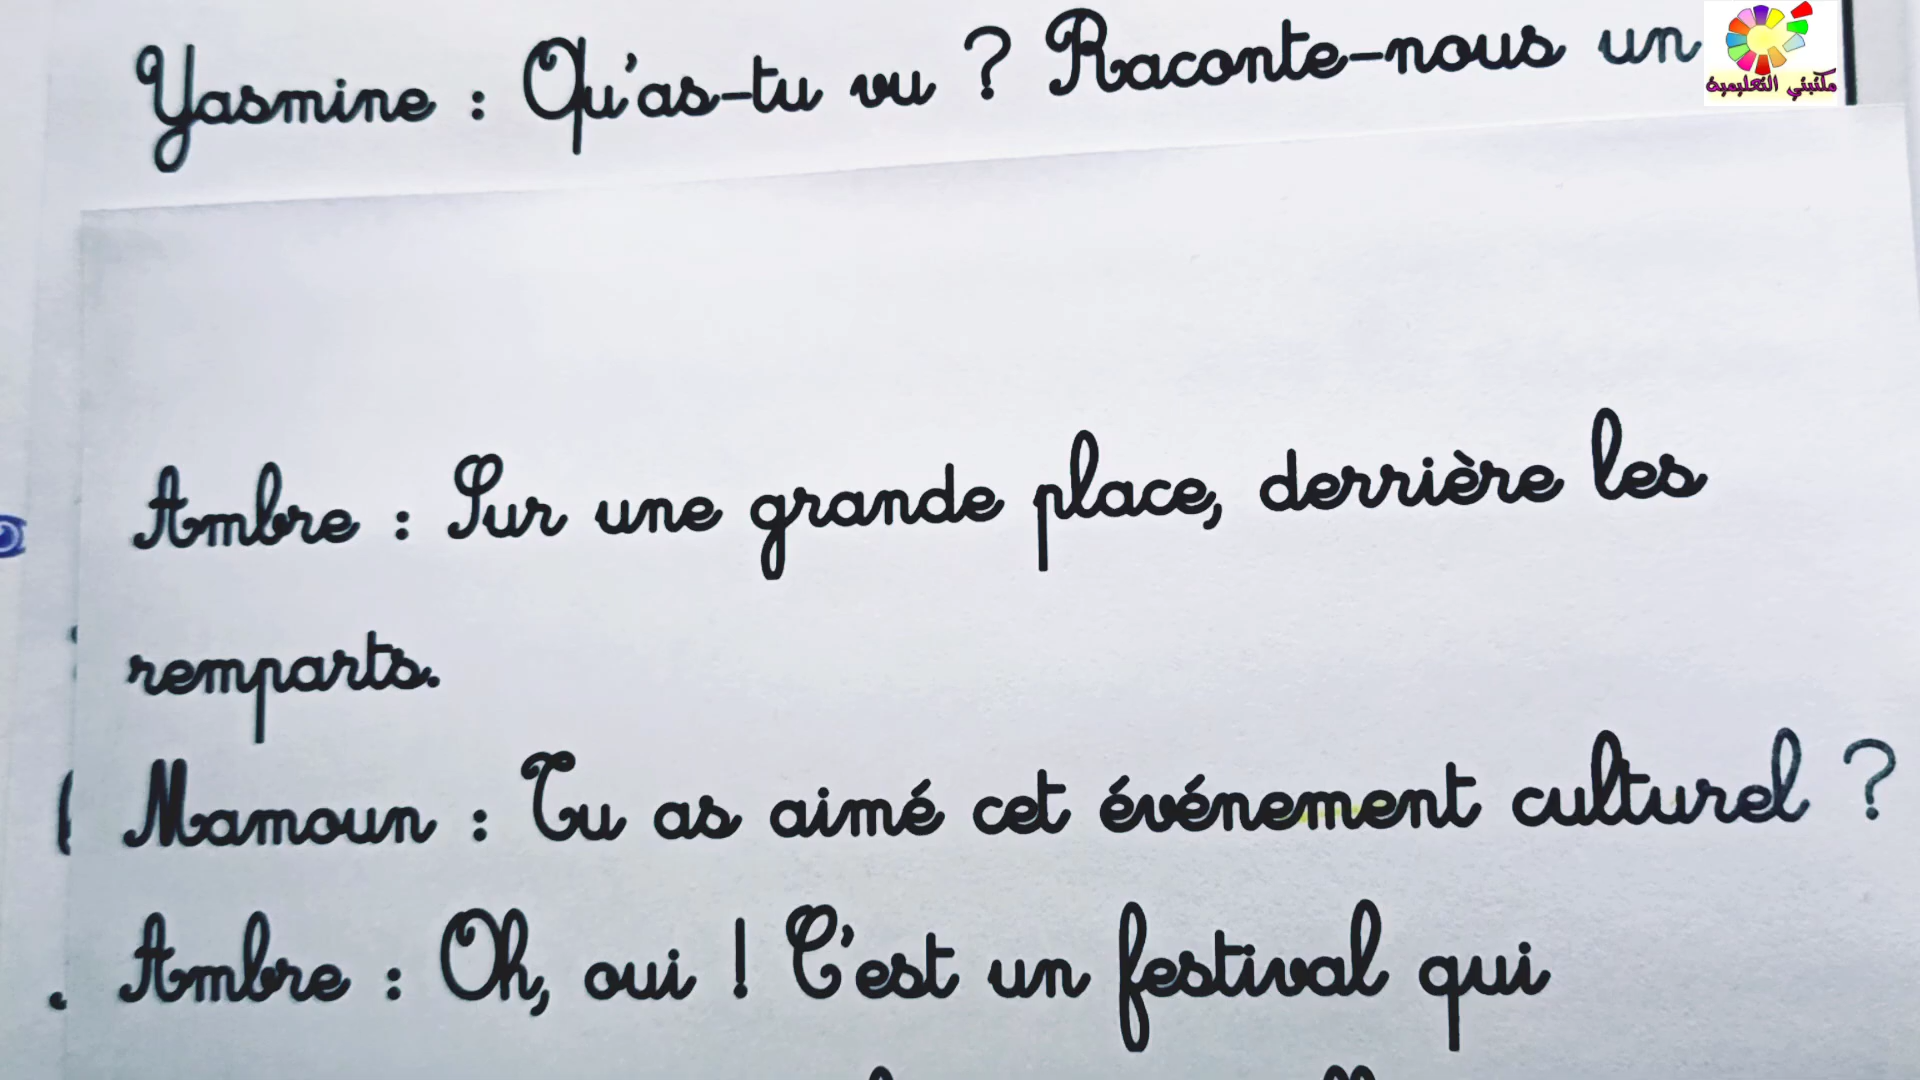 Yasmine : Qu'as-tu vu ? Raconte-nous un
مكتبتي التعليمية
Ambre : Sur une grande place, derrière les
remparts.
Mamoun : Tu as aimé cet événement culturel ?
Ambre : Oh, oui ! C'est un festival qui